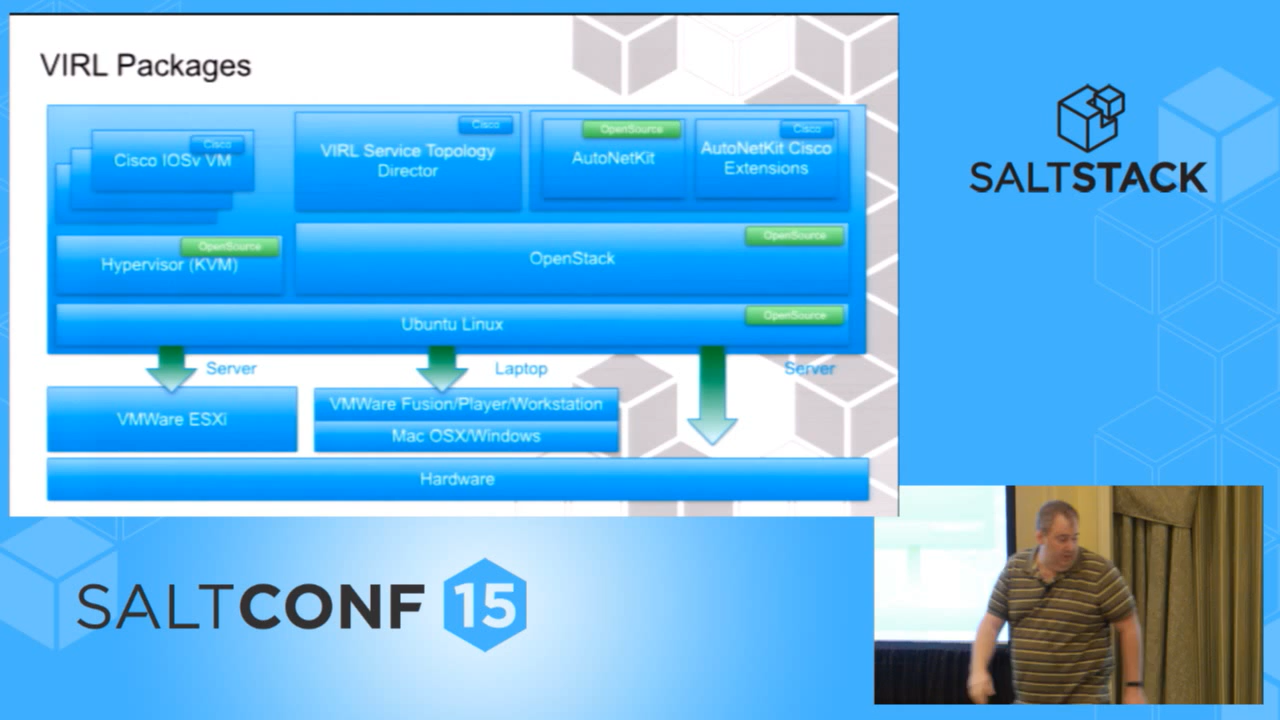 VIRL Packages
Cisco
Cisco IOSv VM
Cisco
VIRL Service Topology
Director
OpenSource
AutoNetKit
Cisco
AutoNetKit Cisco
Extensions
OpenSource
Hypervisor (KVM)
OpenSource
OpenStack
OpenSource
Ubuntu Linux
Server
Laptop
Server
VMWare ESXi
VMWare Fusion/Player/Workstation
Mac OSX/Windows
Hardware
SALTSTACK
SALTCONF 15